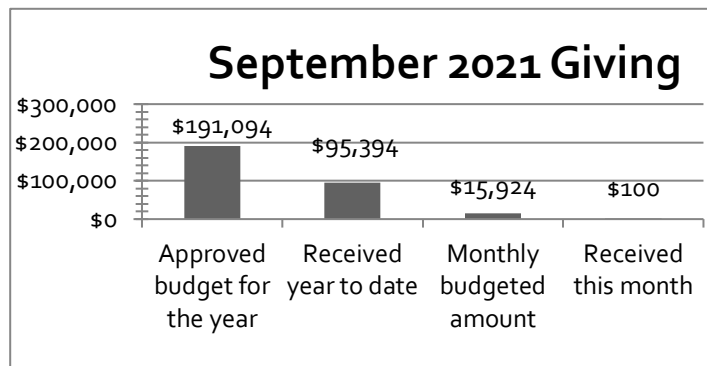 September 2021 Giving
$300,000
$200,000
$100,000
$0
$191,094
$95,394
$15,924
$100
Approved
budget for
the year
Received
year to date
Monthly
budgeted
amount
Received
this month